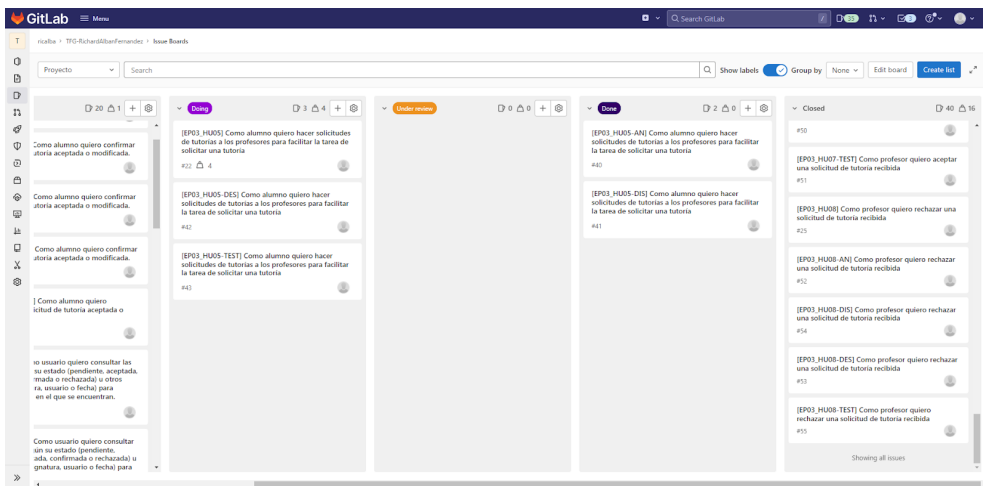 GitLab Menu
Search GitLab
/
35
T
ricalba > TFG-RichardAlbanFernandez > Issue Boards
Proyecto
Search
Show labels
Group by
None
Edit board
Create list
20 1
Como alumno quiero confirmar
utoría aceptada o modificada.
Como alumno quiero confirmar
utoría aceptada o modificada.
Como alumno quiero confirmar
utoría aceptada o modificada.
] Como alumno quiero
icitud de tutoría aceptada o
no usuario quiero consultar las
su estado (pendiente, aceptada,
rmada o rechazada) u otros
ra, usuario o fecha) para
en el que se encuentran.
Como usuario quiero consultar
ún su estado (pendiente,
ada, confirmada o rechazada) u
gnatura, usuario o fecha) para
Doing
3 4
[EP03_HU05] Como alumno quiero hacer solicitudes
de tutorías a los profesores para facilitar la tarea de
solicitar una tutoría
#22 4
[EP03_HU05-DES] Como alumno quiero hacer
solicitudes de tutorías a los profesores para facilitar
la tarea de solicitar una tutoría
#42
[EP03_HU05-TEST] Como alumno quiero hacer
solicitudes de tutorías a los profesores para facilitar
la tarea de solicitar una tutoría
#43
Under review
0 0
Done
2 0
[EP03_HU05-AN] Como alumno quiero hacer
solicitudes de tutorías a los profesores para facilitar
la tarea de solicitar una tutoría
#40
[EP03_HU05-DIS] Como alumno quiero hacer
solicitudes de tutorías a los profesores para facilitar
la tarea de solicitar una tutoría
#41
Closed
40 16
#50
[EP03_HU07-TEST] Como profesor quiero aceptar
una solicitud de tutoría recibida
#51
[EP03_HU08] Como profesor quiero rechazar una
solicitud de tutoría recibida
#25
[EP03_HU08-AN] Como profesor quiero rechazar
una solicitud de tutoría recibida
#52
[EP03_HU08-DIS] Como profesor quiero rechazar
una solicitud de tutoría recibida
#54
[EP03_HU08-DES] Como profesor quiero rechazar
una solicitud de tutoría recibida
#53
[EP03_HU08-TEST] Como profesor quiero
rechazar una solicitud de tutoría recibida
#55
Showing all issues